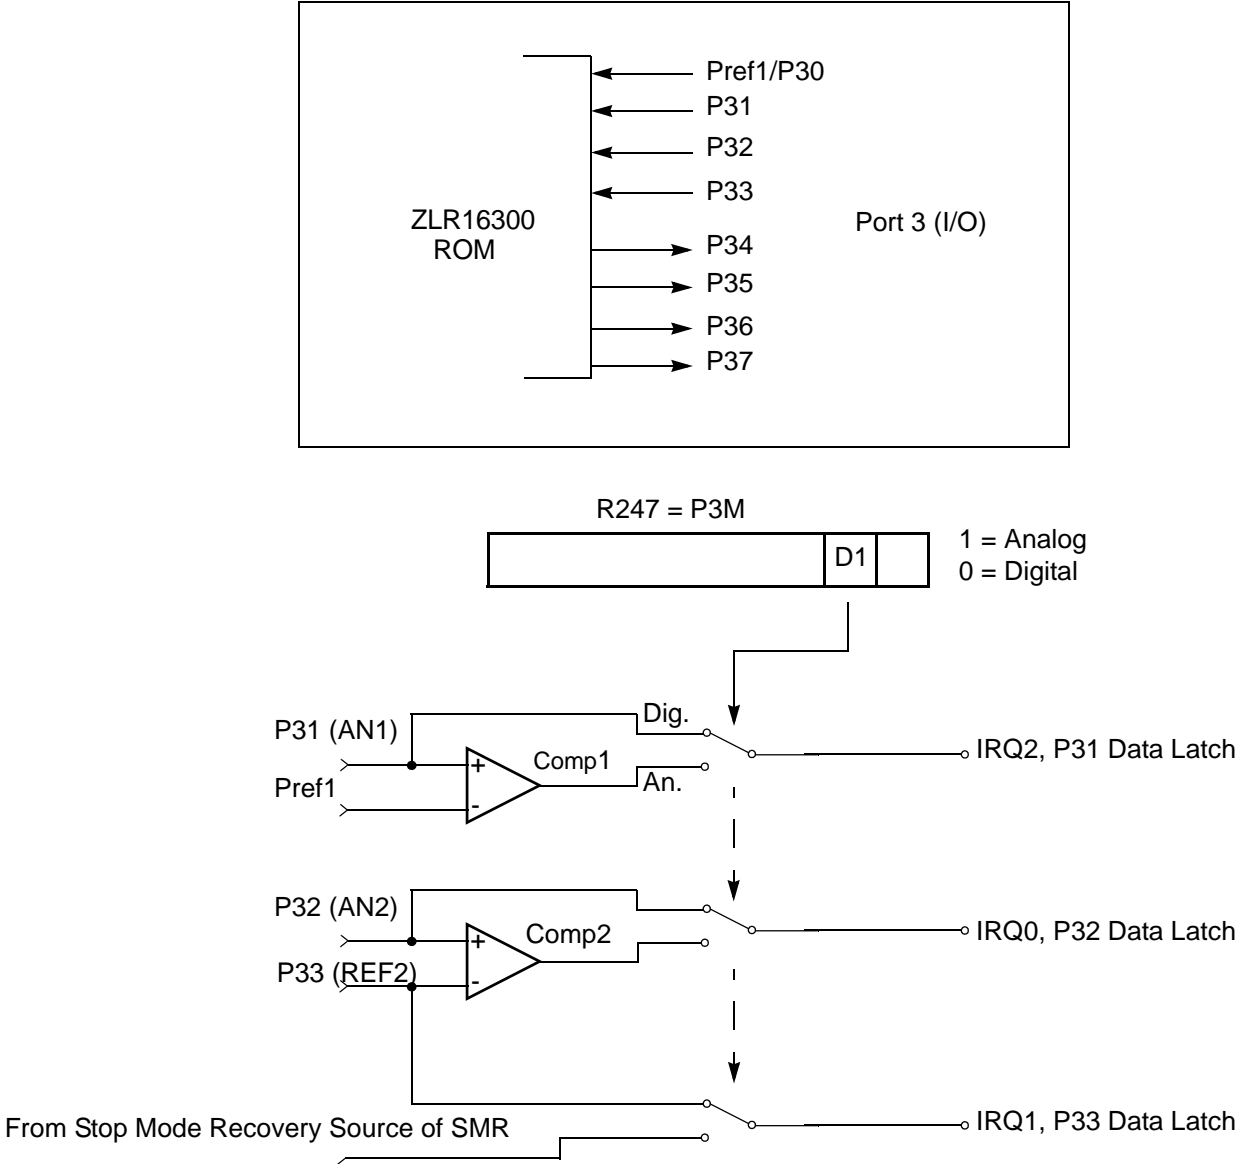 Pref1/P30
P31
P32
P33
ZLR16300
ROM
Port 3 (I/O)
P34
P35
P36
P37
R247 = P3M
D1
1 = Analog
0 = Digital
Dig.
P31 (AN1)
+
Comp1
IRQ2, P31 Data Latch
Pref1
-
An.
P32 (AN2)
+
Comp2
IRQ0, P32 Data Latch
P33 (REF2)
-
From Stop Mode Recovery Source of SMR
IRQ1, P33 Data Latch